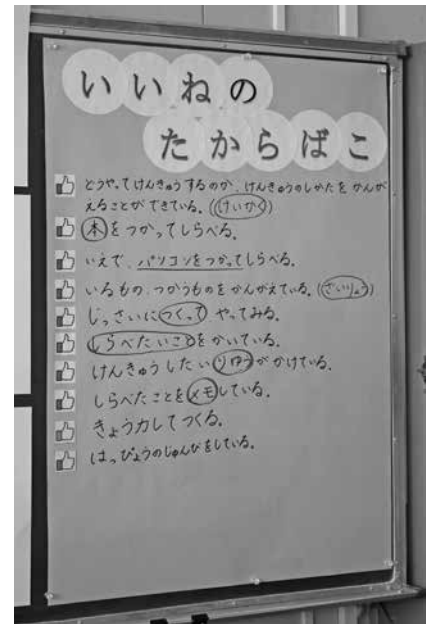 いいねの
たからばこ
どうやってけんきゅうするのか、けんきゅうのしかたをかんが
えることができている。((けいかく))
本をつかってしらべる。
いえで、パソコンをつかってしらべる。
いるもの、つかうものをかんがえている。((ざいりょう))
じっさいにつくって、やってみる。
しらべたいことをかいている。
けんきゅうしたいリゆうがかけている。
しらべたことをメモしている。
きょう力してつくる。
はっぴょうのじゅんびをしている。